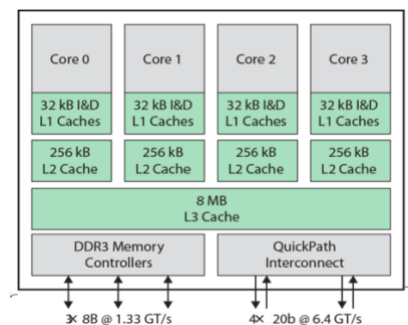 Core 0
Core 1
Core 2
Core 3
32 kB I&D
L1 Caches
32 kB I&D
L1 Caches
32 kB I&D
L1 Caches
32 kB I&D
L1 Caches
256 kB
L2 Cache
256 kB
L2 Cache
256 kB
L2 Cache
256 kB
L2 Cache
8 MB
L3 Cache
DDR3 Memory
Controllers
QuickPath
Interconnect
3× 8B @ 1.33 GT/s
4× 20b @ 6.4 GT/s